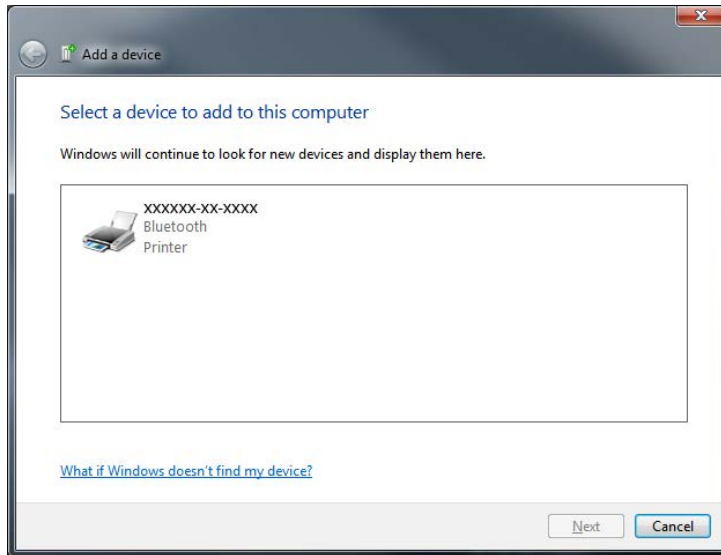 Add a device
Select a device to add to this computer
Windows will continue to look for new devices and display them here.
XXXXXX-XX-XXXX
Bluetooth
Printer
What if Windows doesn't find my device?
Next
Cancel